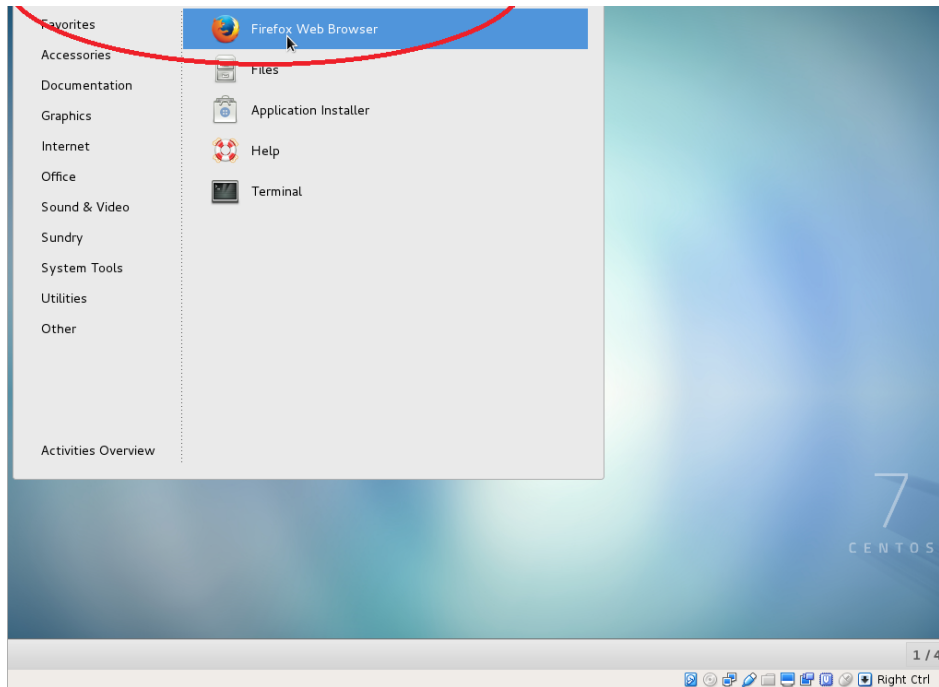 Favorites
Accessories
Documentation
Graphics
Internet
Office
Sound & Video
Sundry
System Tools
Utilities
Other
Activities Overview
Firefox Web Browser
Files
Application Installer
Help
Terminal
7
CENTOS
1 / 4
Right Ctrl